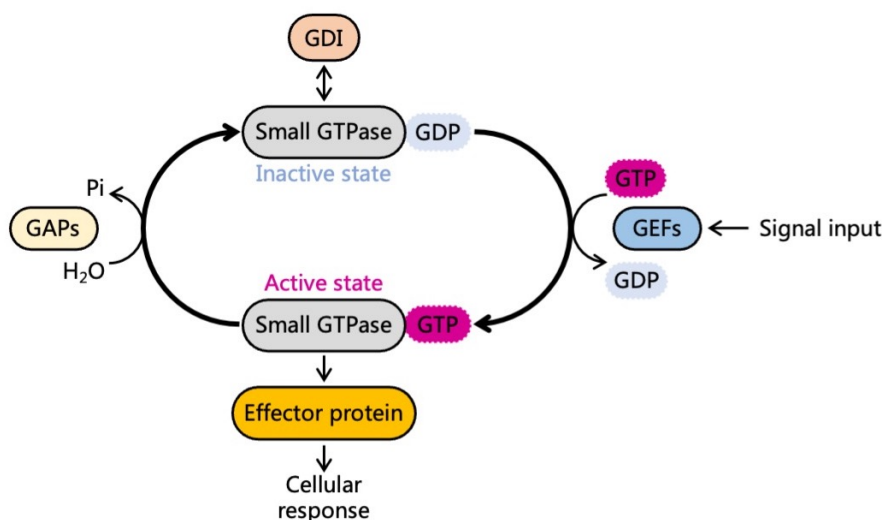 GDI
Small GTPase GDP
Inactive state
Pi
GAPs
H₂O
GTP
GEFs
Signal input
GDP
Active state
Small GTPase GTP
Effector protein
Cellular
response